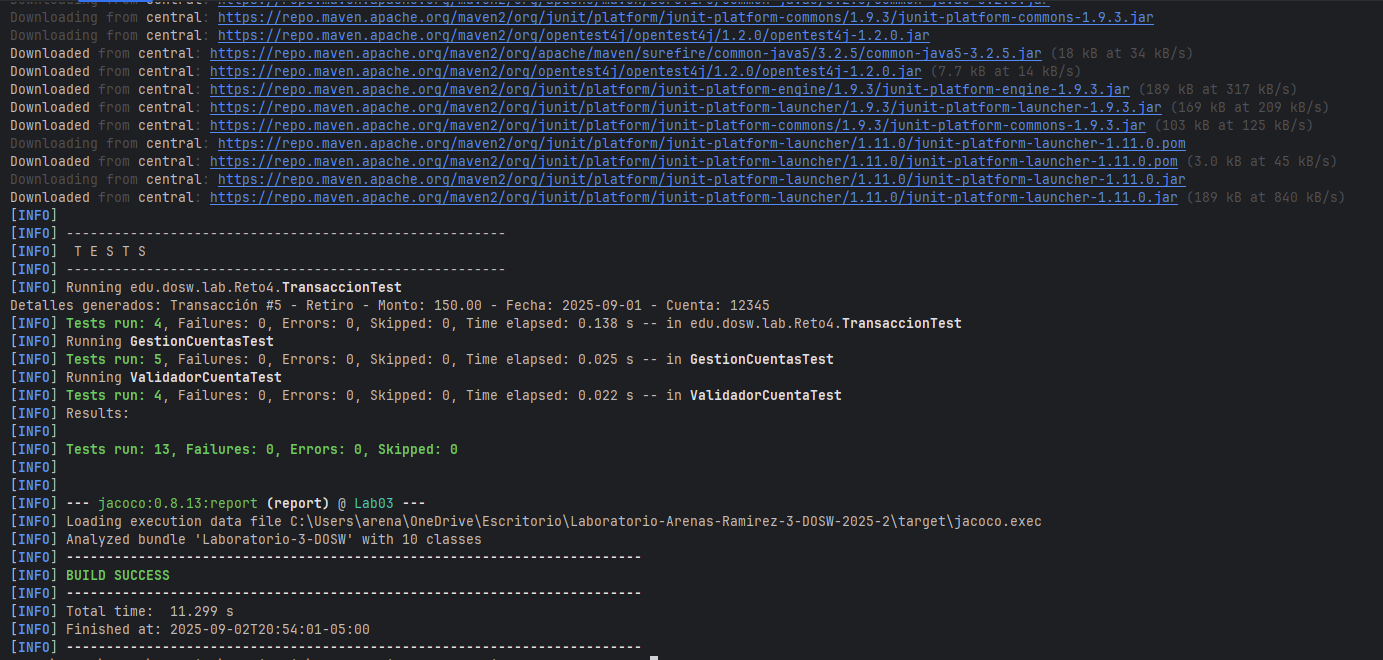 Downloading from central: https://repo.maven.apache.org/maven2/org/apache/maven/surefire/common-java5/3.2.5/common-java5-3.2.5.jar
Downloading from central: https://repo.maven.apache.org/maven2/org/junit/platform/junit-platform-commons/1.9.3/junit-platform-commons-1.9.3.jar
Downloading from central: https://repo.maven.apache.org/maven2/org/opentest4j/opentest4j/1.2.0/opentest4j-1.2.0.jar
Downloaded from central: https://repo.maven.apache.org/maven2/org/apache/maven/surefire/common-java5/3.2.5/common-java5-3.2.5.jar (18 kB at 34 kB/s)
Downloaded from central: https://repo.maven.apache.org/maven2/org/opentest4j/opentest4j/1.2.0/opentest4j-1.2.0.jar (7.7 kB at 14 kB/s)
Downloaded from central: https://repo.maven.apache.org/maven2/org/junit/platform/junit-platform-engine/1.9.3/junit-platform-engine-1.9.3.jar (189 kB at 317 kB/s)
Downloaded from central: https://repo.maven.apache.org/maven2/org/junit/platform/junit-platform-launcher/1.9.3/junit-platform-launcher-1.9.3.jar (169 kB at 209 kB/s)
Downloaded from central: https://repo.maven.apache.org/maven2/org/junit/platform/junit-platform-commons/1.9.3/junit-platform-commons-1.9.3.jar (103 kB at 125 kB/s)
Downloading from central: https://repo.maven.apache.org/maven2/org/junit/platform/junit-platform-launcher/1.11.0/junit-platform-launcher-1.11.0.pom
Downloaded from central: https://repo.maven.apache.org/maven2/org/junit/platform/junit-platform-launcher/1.11.0/junit-platform-launcher-1.11.0.pom (3.0 kB at 45 kB/s)
Downloading from central: https://repo.maven.apache.org/maven2/org/junit/platform/junit-platform-launcher/1.11.0/junit-platform-launcher-1.11.0.jar
Downloaded from central: https://repo.maven.apache.org/maven2/org/junit/platform/junit-platform-launcher/1.11.0/junit-platform-launcher-1.11.0.jar (189 kB at 840 kB/s)
[INFO]
[INFO] -------------------------------------------------------
[INFO]  T E S T S
[INFO] -------------------------------------------------------
[INFO] Running edu.dosw.lab.Reto4.TransaccionTest
Detalles generados: Transacción #5 - Retiro - Monto: 150.00 - Fecha: 2025-09-01 - Cuenta: 12345
[INFO] Tests run: 4, Failures: 0, Errors: 0, Skipped: 0, Time elapsed: 0.138 s -- in edu.dosw.lab.Reto4.TransaccionTest
[INFO] Running GestionCuentasTest
[INFO] Tests run: 5, Failures: 0, Errors: 0, Skipped: 0, Time elapsed: 0.025 s -- in GestionCuentasTest
[INFO] Running ValidadorCuentaTest
[INFO] Tests run: 4, Failures: 0, Errors: 0, Skipped: 0, Time elapsed: 0.022 s -- in ValidadorCuentaTest
[INFO] Results:
[INFO]
[INFO] Tests run: 13, Failures: 0, Errors: 0, Skipped: 0
[INFO]
[INFO]
[INFO] --- jacoco:0.8.13:report (report) @ Lab03 ---
[INFO] Loading execution data file C:\Users\arena\OneDrive\Escritorio\Laboratorio-Arenas-Ramirez-3-DOSW-2025-2\target\jacoco.exec
[INFO] Analyzed bundle 'Laboratorio-3-DOSW' with 10 classes
[INFO] ------------------------------------------------------------------------
[INFO] BUILD SUCCESS
[INFO] ------------------------------------------------------------------------
[INFO] Total time:  11.299 s
[INFO] Finished at: 2025-09-02T20:54:01-05:00
[INFO] ------------------------------------------------------------------------